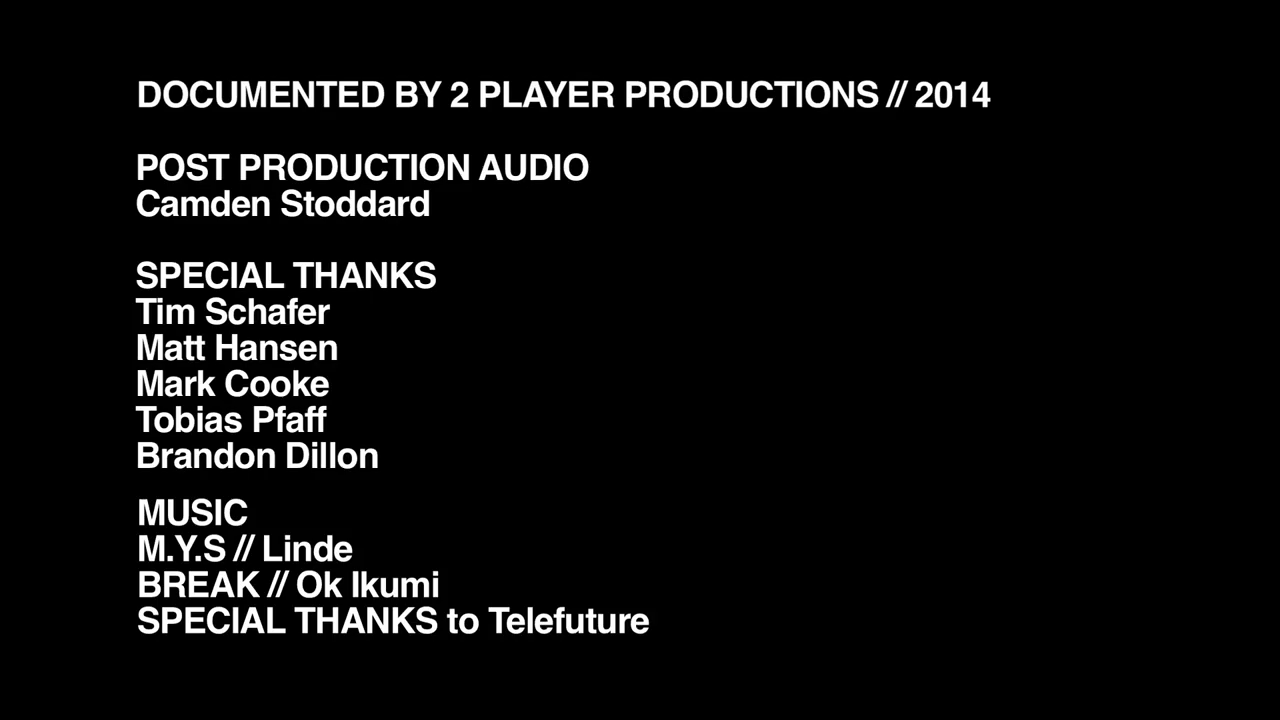 DOCUMENTED BY 2 PLAYER PRODUCTIONS // 2014
POST PRODUCTION AUDIO
Camden Stoddard
SPECIAL THANKS
Tim Schafer
Matt Hansen
Mark Cooke
Tobias Pfaff
Brandon Dillon
MUSIC
M.Y.S // Linde
BREAK // Ok Ikumi
SPECIAL THANKS to Telefuture